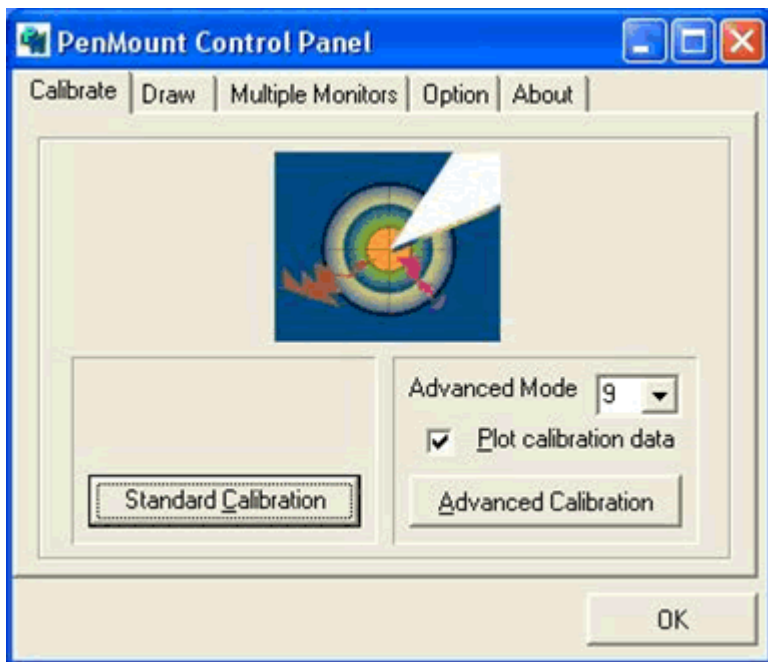 PenMount Control Panel
Calibrate Draw Multiple Monitors Option About
Advanced Mode 9
Plot calibration data
Standard Calibration Advanced Calibration
OK